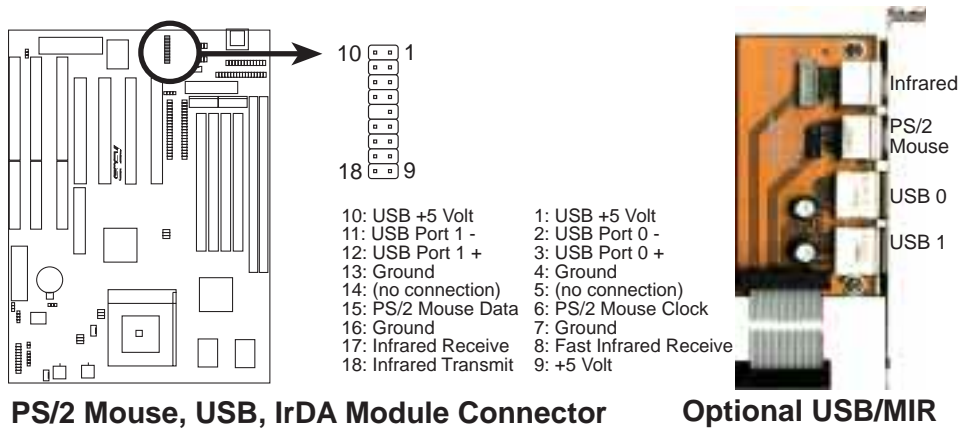 10 1
18 9
10: USB +5 Volt 1: USB +5 Volt
11: USB Port 1 - 2: USB Port 0 -
12: USB Port 1 + 3: USB Port 0 +
13: Ground 4: Ground
14: (no connection) 5: (no connection)
15: PS/2 Mouse Data 6: PS/2 Mouse Clock
16: Ground 7: Ground
17: Infrared Receive 8: Fast Infrared Receive
18: Infrared Transmit 9: +5 Volt
PS/2 Mouse, USB, IrDA Module Connector
Infrared
PS/2
Mouse
USB 0
USB 1
Optional USB/MIR